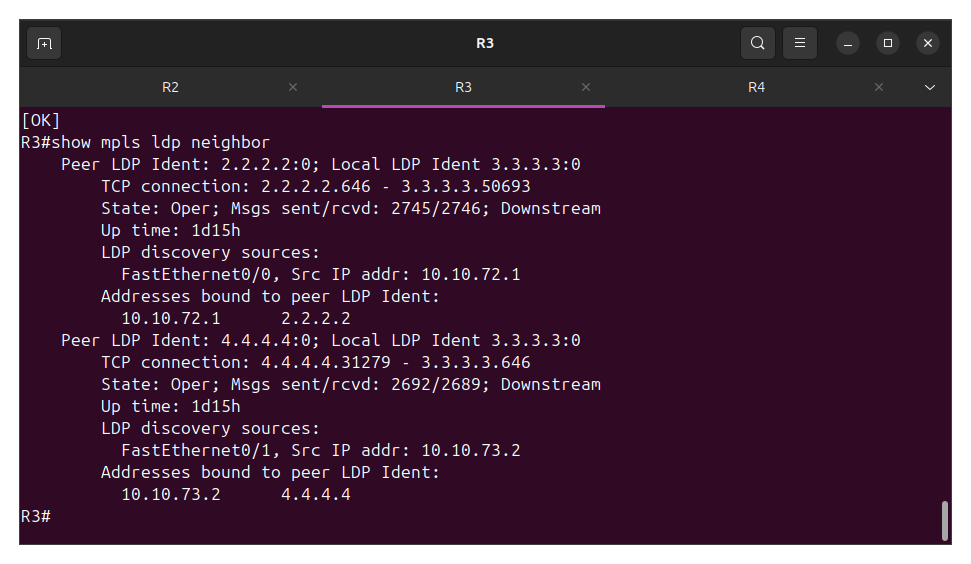 R3
R2
R3
R4
[OK]
R3#show mpls ldp neighbor
    Peer LDP Ident: 2.2.2.2:0; Local LDP Ident 3.3.3.3:0
        TCP connection: 2.2.2.2.646 - 3.3.3.3.50693
        State: Oper; Msgs sent/rcvd: 2745/2746; Downstream
        Up time: 1d15h
        LDP discovery sources:
          FastEthernet0/0, Src IP addr: 10.10.72.1
        Addresses bound to peer LDP Ident:
          10.10.72.1      2.2.2.2
    Peer LDP Ident: 4.4.4.4:0; Local LDP Ident 3.3.3.3:0
        TCP connection: 4.4.4.4.31279 - 3.3.3.3.646
        State: Oper; Msgs sent/rcvd: 2692/2689; Downstream
        Up time: 1d15h
        LDP discovery sources:
          FastEthernet0/1, Src IP addr: 10.10.73.2
        Addresses bound to peer LDP Ident:
          10.10.73.2      4.4.4.4
R3#